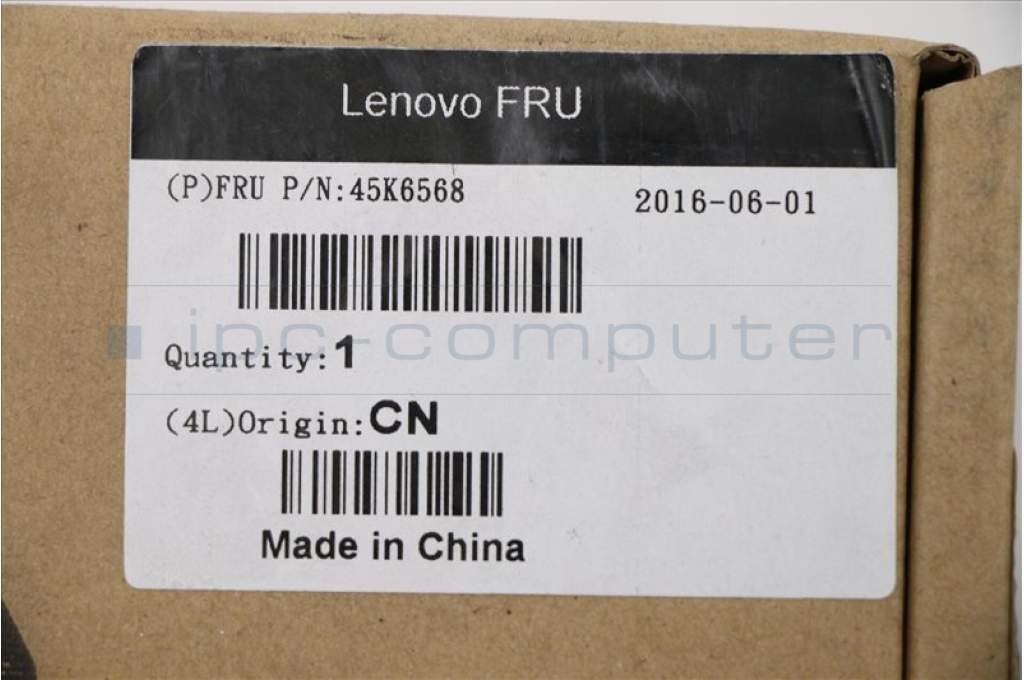 Lenovo FRU
(P)FRU P/N:45K6568
2016-06-01
ipc-computer
Quantity:1
(4L)Origin:CN
Made in China